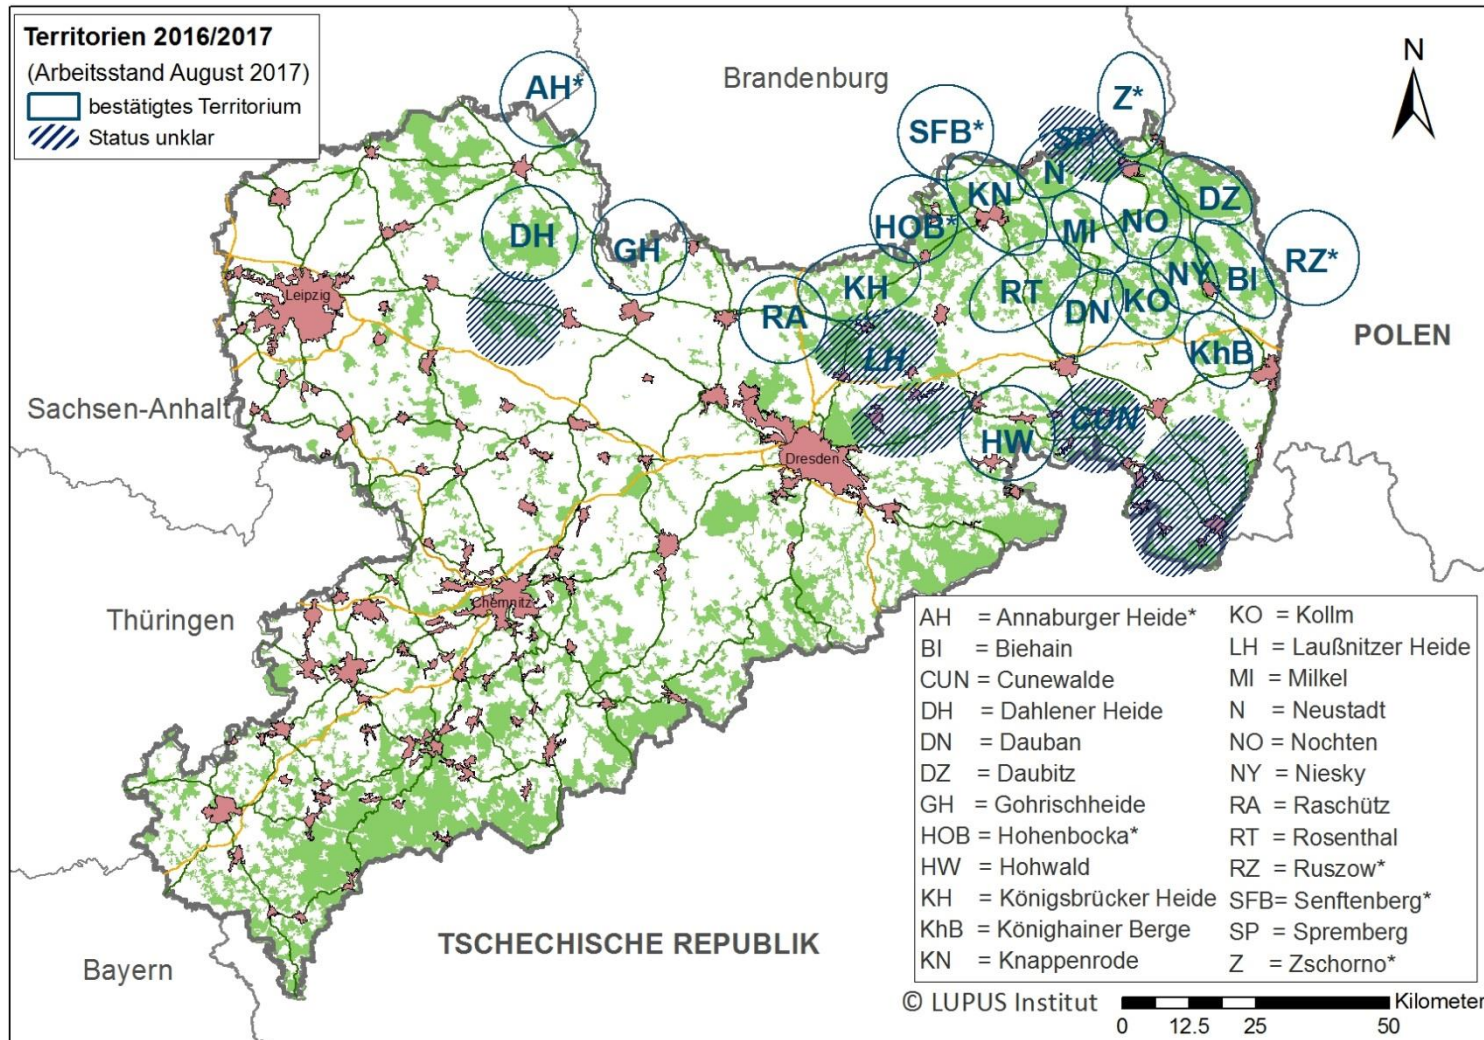 Territorien 2016/2017
(Arbeitsstand August 2017)
bestätigtes Territorium
Status unklar
Brandenburg
N
AH*
Z*
SFB*
SP
N
KN
DZ
HOB*
MI
NO
DH
GH
NY
RZ*
KH
RT
BI
KO
DN
RA
Leipzig
POLEN
KhB
LH
Sachsen-Anhalt
CUN
HW
Dresden
Chemnitz
Thüringen
AH = Annaburger Heide*
BI = Biehain
CUN = Cunewalde
DH = Dahlener Heide
DN = Dauban
DZ = Daubitz
GH = Gohrischheide
HOB = Hohenbocka*
HW = Hohwald
KH = Königsbrücker Heide
KhB = Könighainer Berge
KN = Knappenrode
KO = Kollm
LH = Laußnitzer Heide
MI = Milkel
N = Neustadt
NO = Nochten
NY = Niesky
RA = Raschütz
RT = Rosenthal
RZ = Ruszow*
SFB= Senftenberg*
SP = Spremberg
Z = Zschorno*
TSCHECHISCHE REPUBLIK
Bayern
© LUPUS Institut
Kilometer
0 12.5 25 50